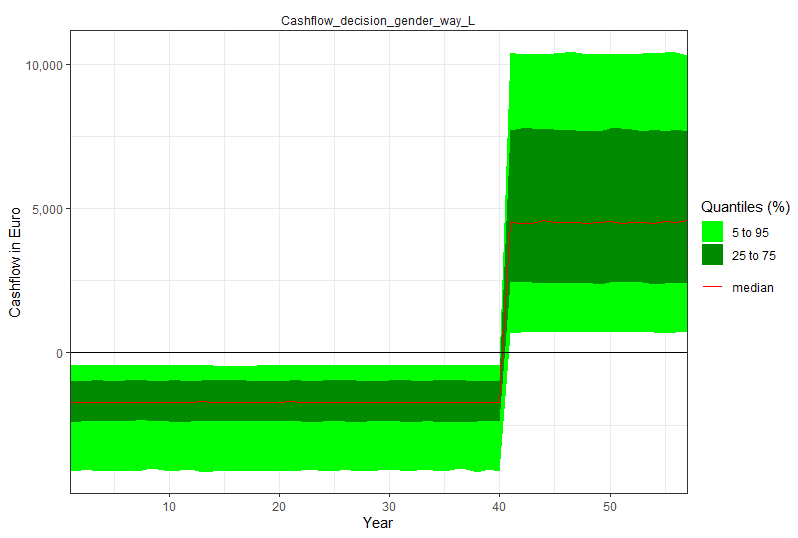 Cashflow_decision_gender_way_L
10,000
5,000
0
Cashflow in Euro
10 20 30 40 50
Year
Quantiles (%)
5 to 95
25 to 75
median